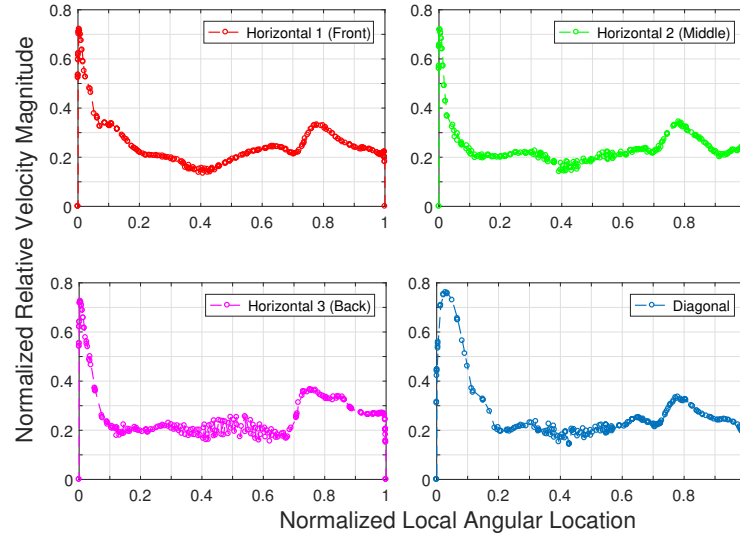 Normalized Relative Velocity Magnitude
0.8
0.6
0.4
0.2
0
Horizontal 1 (Front)
0 0.2 0.4 0.6 0.8 1
0.8
0.6
0.4
0.2
0
Horizontal 2 (Middle)
0 0.2 0.4 0.6 0.8
0.8
0.6
0.4
0.2
0
Horizontal 3 (Back)
0 0.2 0.4 0.6 0.8 1
0.8
0.6
0.4
0.2
0
Diagonal
0 0.2 0.4 0.6 0.8
Normalized Local Angular Location